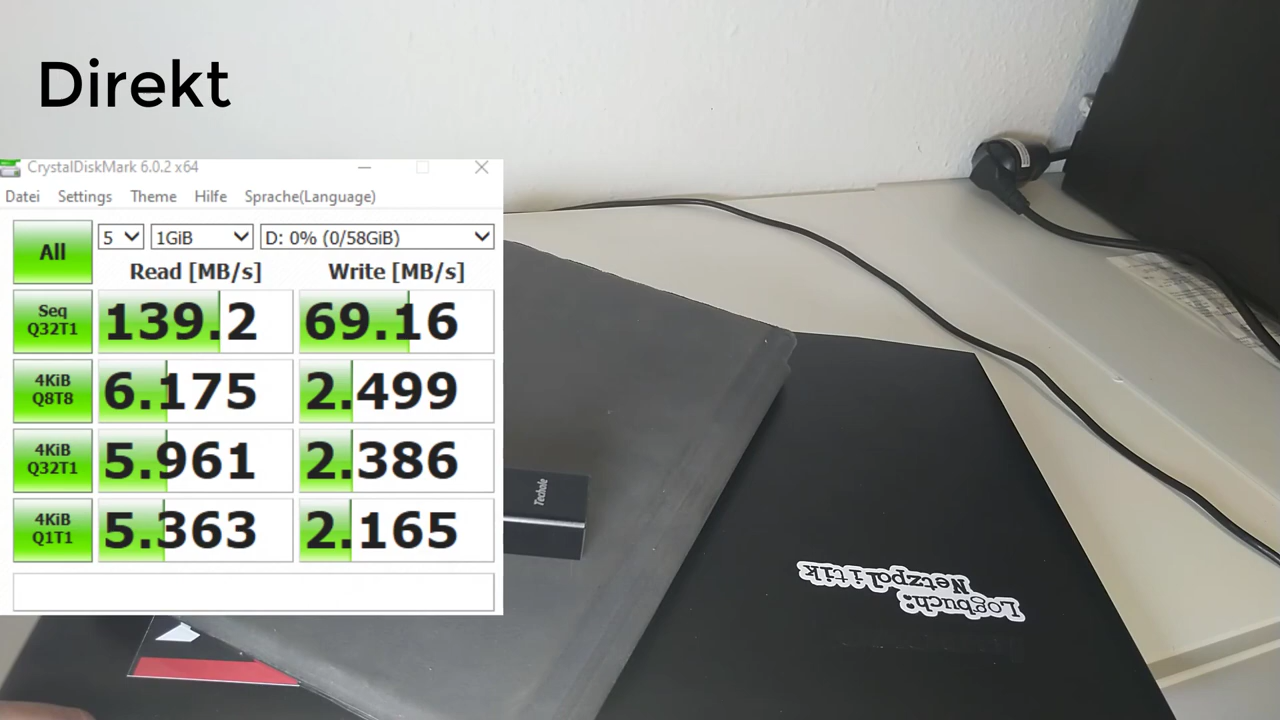 Direkt
CrystalDiskMark 6.0.2 x64
Datei Settings Theme Hilfe Sprache(Language)
All 5 1GiB D: 0% (0/58GiB)
Read [MB/s] Write [MB/s]
Seq Q32T1 139.2 69.16
4KiB Q8T8 6.175 2.499
4KiB Q32T1 5.961 2.386
4KiB Q1T1 5.363 2.165
Techole
Logbuch:
Netzpolitik